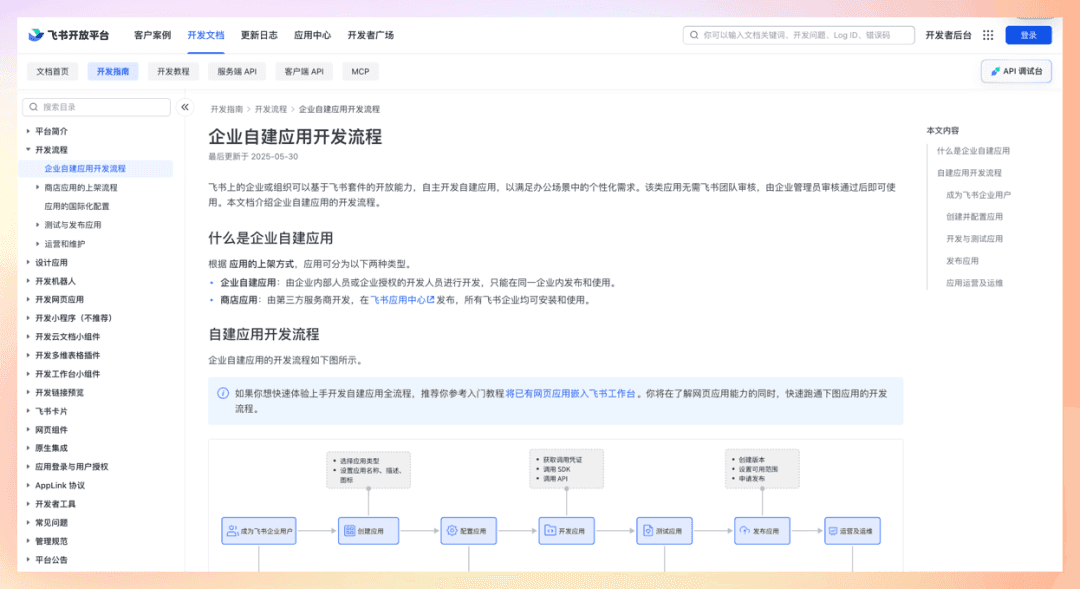 飞书开放平台
客户案例
开发文档
更新日志
应用中心
开发者广场
你可以输入文档关键词、开发问题、Log ID、错误码
开发者后台
登录
文档首页
开发指南
开发教程
服务端 API
客户端 API
MCP
API 调试台
搜索目录
平台简介
开发流程
企业自建应用开发流程
商店应用的上架流程
应用的国际化配置
测试与发布应用
运营和维护
设计应用
开发机器人
开发网页应用
开发小程序（不推荐）
开发云文档小组件
开发多维表格插件
开发工作台小组件
开发链接预览
飞书卡片
网页组件
原生集成
应用登录与用户授权
AppLink 协议
开发者工具
常见问题
管理规范
平台公告
开发指南 > 开发流程 > 企业自建应用开发流程
企业自建应用开发流程
最后更新于 2025-05-30
飞书上的企业或组织可以基于飞书套件的开放能力，自主开发自建应用，以满足办公场景中的个性化需求。该类应用无需飞书团队审核，由企业管理员审核通过后即可使
用。本文档介绍企业自建应用的开发流程。
什么是企业自建应用
根据 应用的上架方式，应用可分为以下两种类型。
• 企业自建应用：由企业内部人员或企业授权的开发人员进行开发，只能在同一企业内发布和使用。
• 商店应用：由第三方服务商开发，在 飞书应用中心 发布，所有飞书企业均可安装和使用。
自建应用开发流程
企业自建应用的开发流程如下图所示。
如果你想快速体验上手开发自建应用全流程，推荐你参考入门教程 将已有网页应用嵌入飞书工作台 。你将在了解网页应用能力的同时，快速跑通下图应用的开发
流程。
• 选择应用类型
• 设置应用名称、描述、
图标
• 获取调用凭证
• 调用 SDK
• 调用 API
• 创建版本
• 设置可用范围
• 申请发布
成为飞书企业用户
创建应用
配置应用
开发应用
测试应用
发布应用
运营及运维
本文内容
什么是企业自建应用
自建应用开发流程
成为飞书企业用户
创建并配置应用
开发与测试应用
发布应用
应用运营及运维